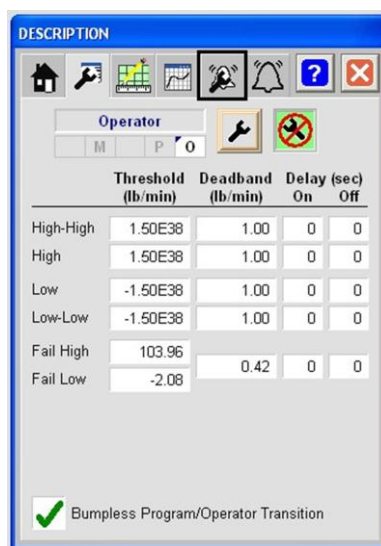 DESCRIPTION
?
Operator
M P O
Threshold Deadband Delay (sec)
(lb/min) (lb/min) On Off
High-High 1.50E38 1.00 0 0
High 1.50E38 1.00 0 0
Low -1.50E38 1.00 0 0
Low-Low -1.50E38 1.00 0 0
Fail High 103.96
0.42 0 0
Fail Low -2.08
Bumpless Program/Operator Transition